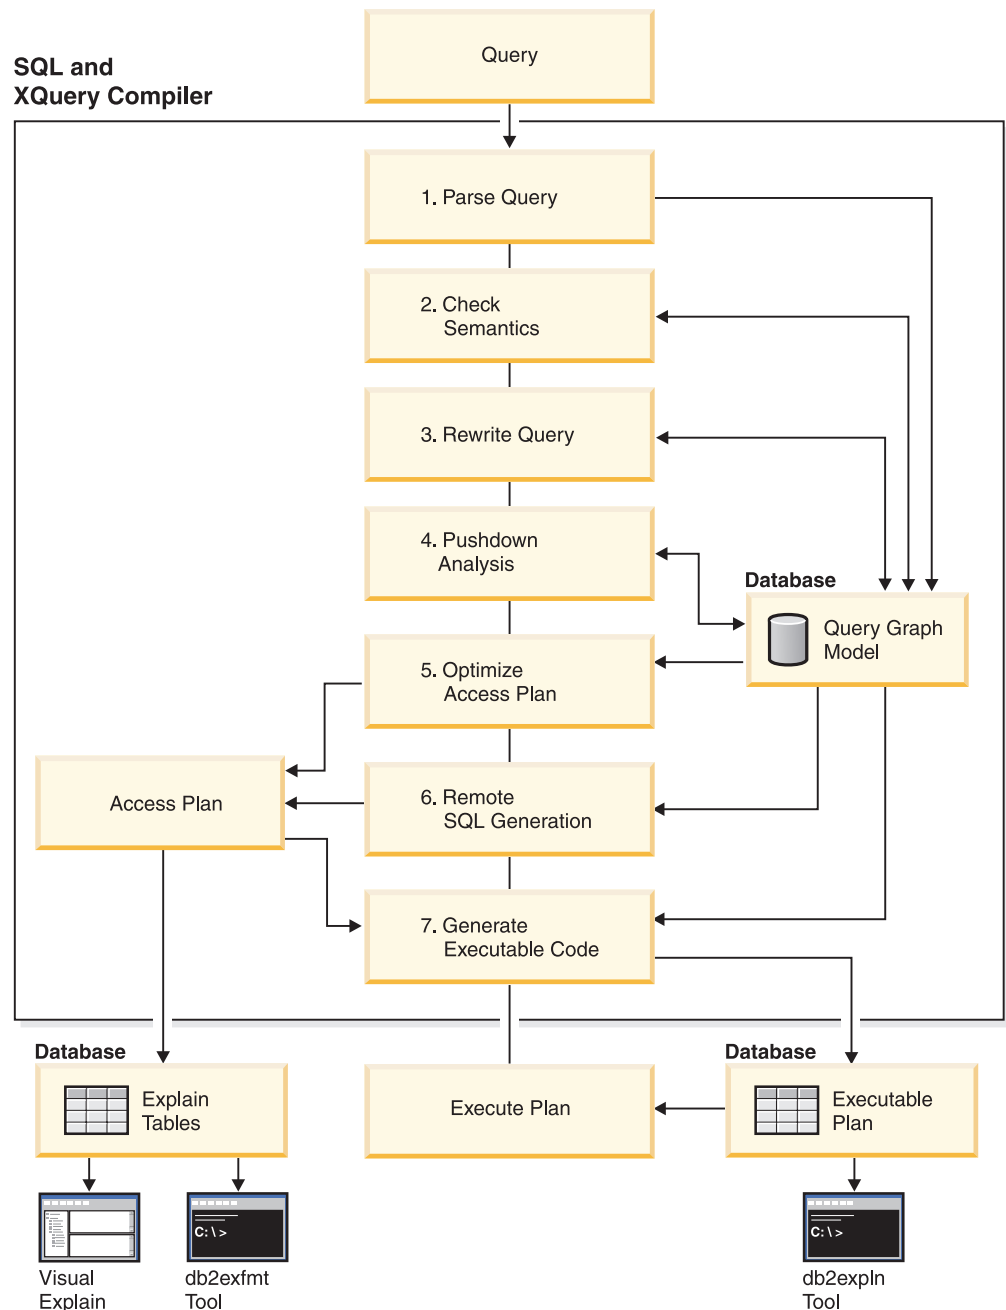 Query
SQL and
XQuery Compiler
1. Parse Query
2. Check
Semantics
3. Rewrite Query
4. Pushdown
Analysis
Database
Query Graph
Model
5. Optimize
Access Plan
Access Plan
6. Remote
SQL Generation
7. Generate
Executable Code
Database
Explain
Tables
Execute Plan
Database
Executable
Plan
C: \ >
C: \ >
Visual
Explain
db2exfmt
Tool
db2expln
Tool